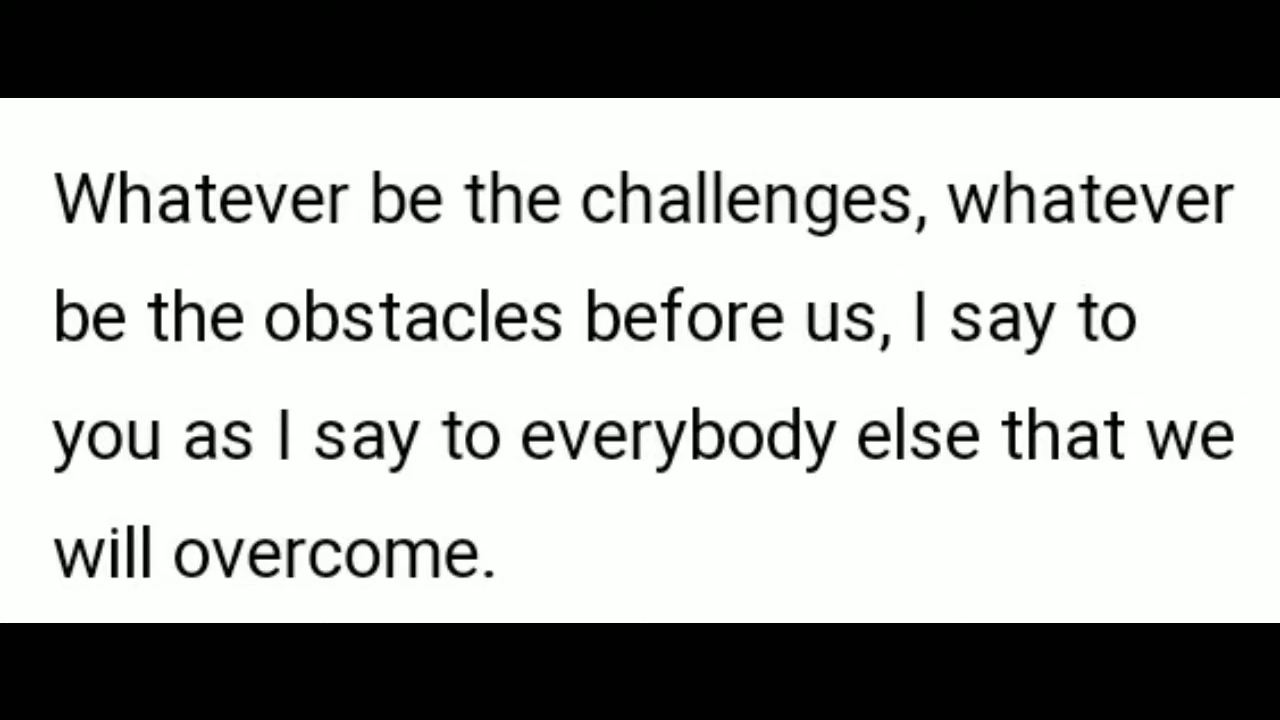 Whatever be the challenges, whatever
be the obstacles before us, I say to
you as I say to everybody else that we
will overcome.